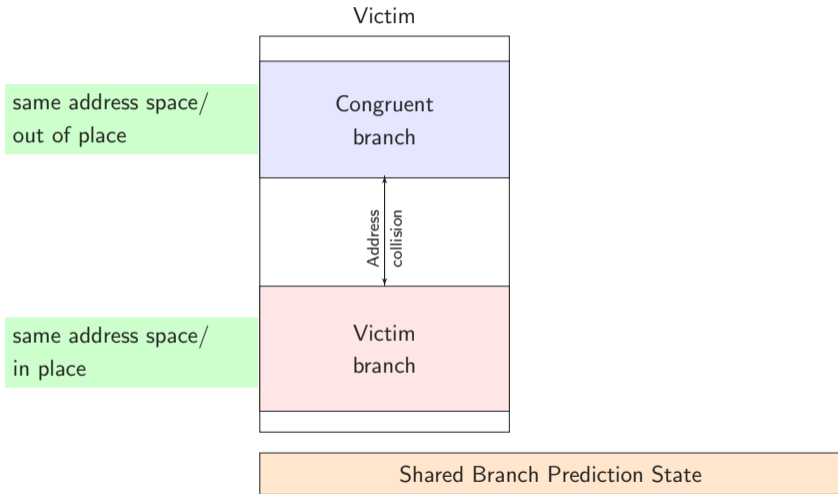 Victim
same address space/
out of place
Congruent
branch
Address
collision
same address space/
in place
Victim
branch
Shared Branch Prediction State